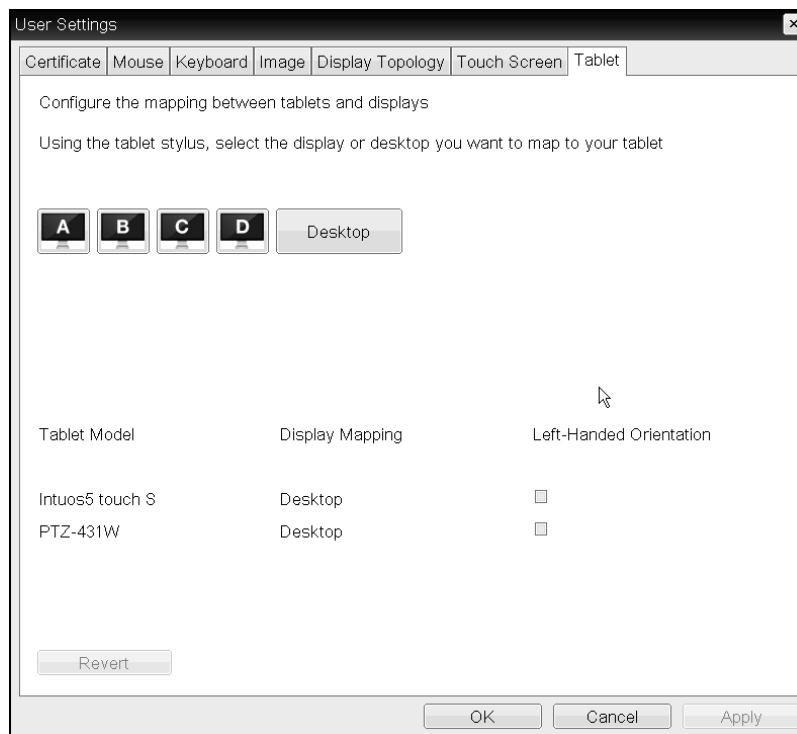 User Settings
Certificate Mouse Keyboard Image Display Topology Touch Screen Tablet
Configure the mapping between tablets and displays
Using the tablet stylus, select the display or desktop you want to map to your tablet
A B C D Desktop
Tablet Model Display Mapping Left-Handed Orientation
Intuos5 touch S Desktop
PTZ-431W Desktop
Revert
OK Cancel Apply